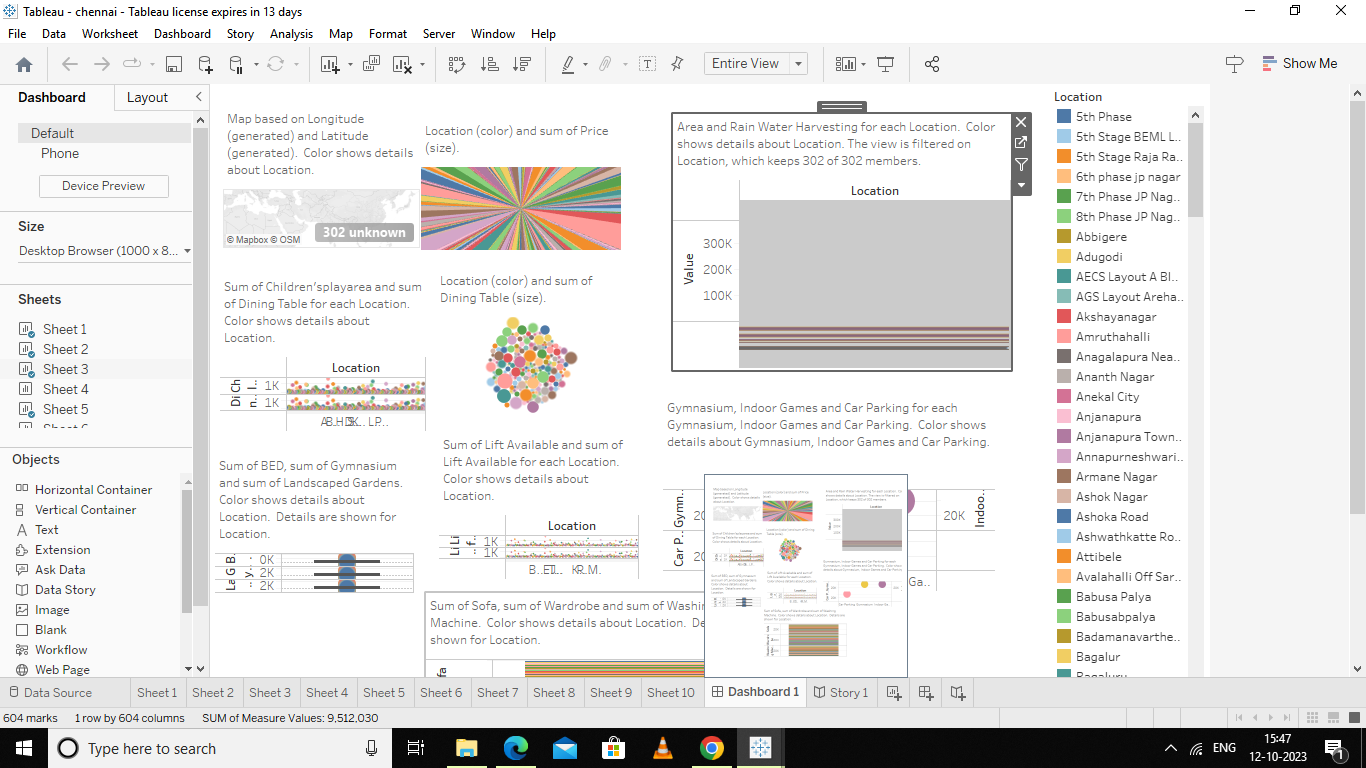 Tableau - chennai - Tableau license expires in 13 days
File Data Worksheet Dashboard Story Analysis Map Format Server Window Help
Entire View
Show Me
Dashboard Layout
Default
Phone
Device Preview
Size
Desktop Browser (1000 x 8...
Sheets
Sheet 1
Sheet 2
Sheet 3
Sheet 4
Sheet 5
Objects
Horizontal Container
Vertical Container
Text
Extension
Ask Data
Data Story
Image
Blank
Workflow
Web Page
Map based on Longitude
(generated) and Latitude
(generated). Color shows details
about Location.
302 unknown
© Mapbox © OSM
Location (color) and sum of Price
(size).
Sum of Children'splayarea and sum
of Dining Table for each Location.
Color shows details about
Location.
Location
Ch
l..
1K
Di
n..
1K
Location (color) and sum of
Dining Table (size).
Sum of BED, sum of Gymnasium
and sum of Landscaped Gardens.
Color shows details about
Location. Details are shown for
Location.
0K
2K
2K
Sum of Lift Available and sum of
Lift Available for each Location.
Color shows details about
Location.
Location
1K
1K
B.. ET... KR..M..
Area and Rain Water Harvesting for each Location. Color
shows details about Location. The view is filtered on
Location, which keeps 302 of 302 members.
Location
Value
300K
200K
100K
Gymnasium, Indoor Games and Car Parking for each
Gymnasium, Indoor Games and Car Parking. Color shows
details about Gymnasium, Indoor Games and Car Parking.
Gymn..
Car P..
20K
Indoo..
Ga..
Sum of Sofa, sum of Wardrobe and sum of Washi
Machine. Color shows details about Location. De
shown for Location.
fa
Location
5th Phase
5th Stage BEML L..
5th Stage Raja Ra..
6th phase jp nagar
7th Phase JP Nag..
8th Phase JP Nag..
Abbigere
Adugodi
AECS Layout A Bl..
AGS Layout Areha..
Akshayanagar
Amruthahalli
Anagalapura Nea..
Ananth Nagar
Anekal City
Anjanapura
Anjanapura Town..
Annapurneshwari..
Armane Nagar
Ashok Nagar
Ashoka Road
Ashwathkatte Ro..
Attibele
Avalahalli Off Sar..
Babusa Palya
Babusabpalya
Badamanavarthe..
Bagalur
Bagaluru
Data Source Sheet 1 Sheet 2 Sheet 3 Sheet 4 Sheet 5 Sheet 6 Sheet 7 Sheet 8 Sheet 9 Sheet 10 Dashboard 1 Story 1
604 marks 1 row by 604 columns SUM of Measure Values: 9,512,030
Type here to search
ENG
15:47
12-10-2023
1